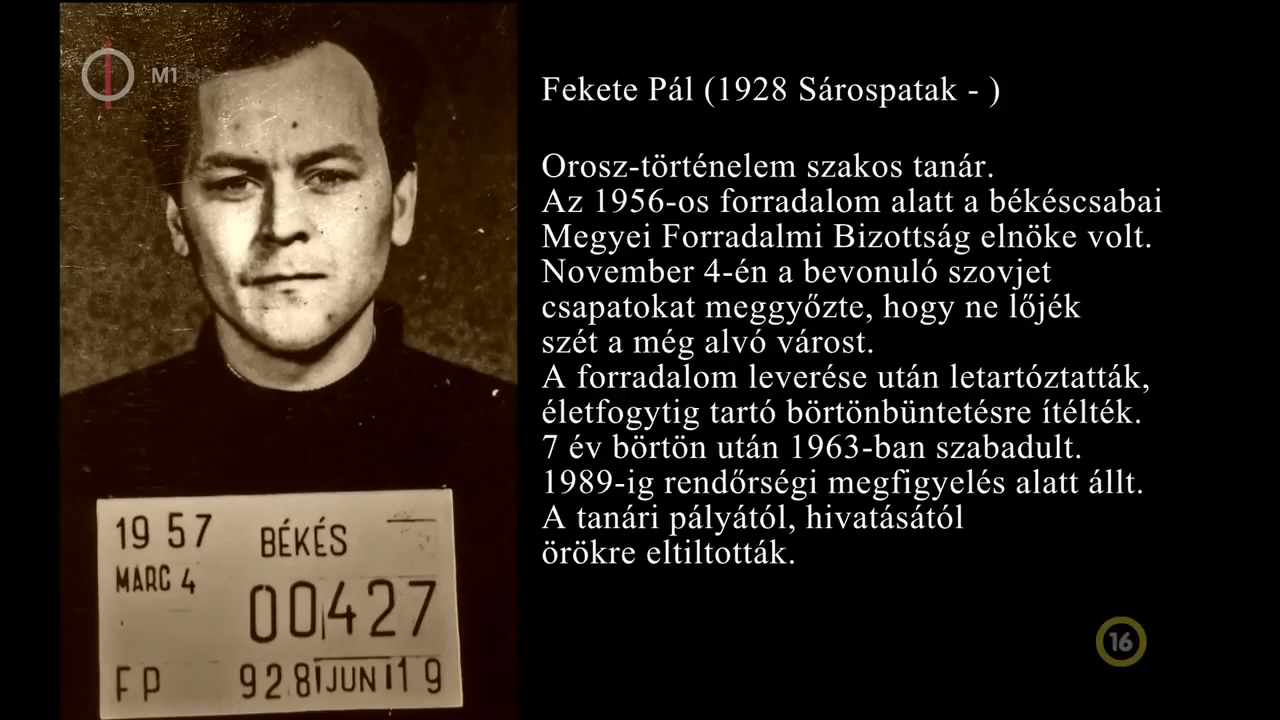 M1
Fekete Pál (1928 Sárospatak - )
Orosz-történelem szakos tanár.
Az 1956-os forradalom alatt a békéscsabai
Megyei Forradalmi Bizottság elnöke volt.
November 4-én a bevonuló szovjet
csapatokat meggyőzte, hogy ne lőjék
szét a még alvó várost.
A forradalom leverése után letartóztatták,
életfogytig tartó börtönbüntetésre ítélték.
7 év börtön után 1963-ban szabadult.
1989-ig rendőrségi megfigyelés alatt állt.
A tanári pályától, hivatásától
örökre eltiltották.
1957 BÉKÉS
MARC 4
00427
FP 928 JUN 19
16